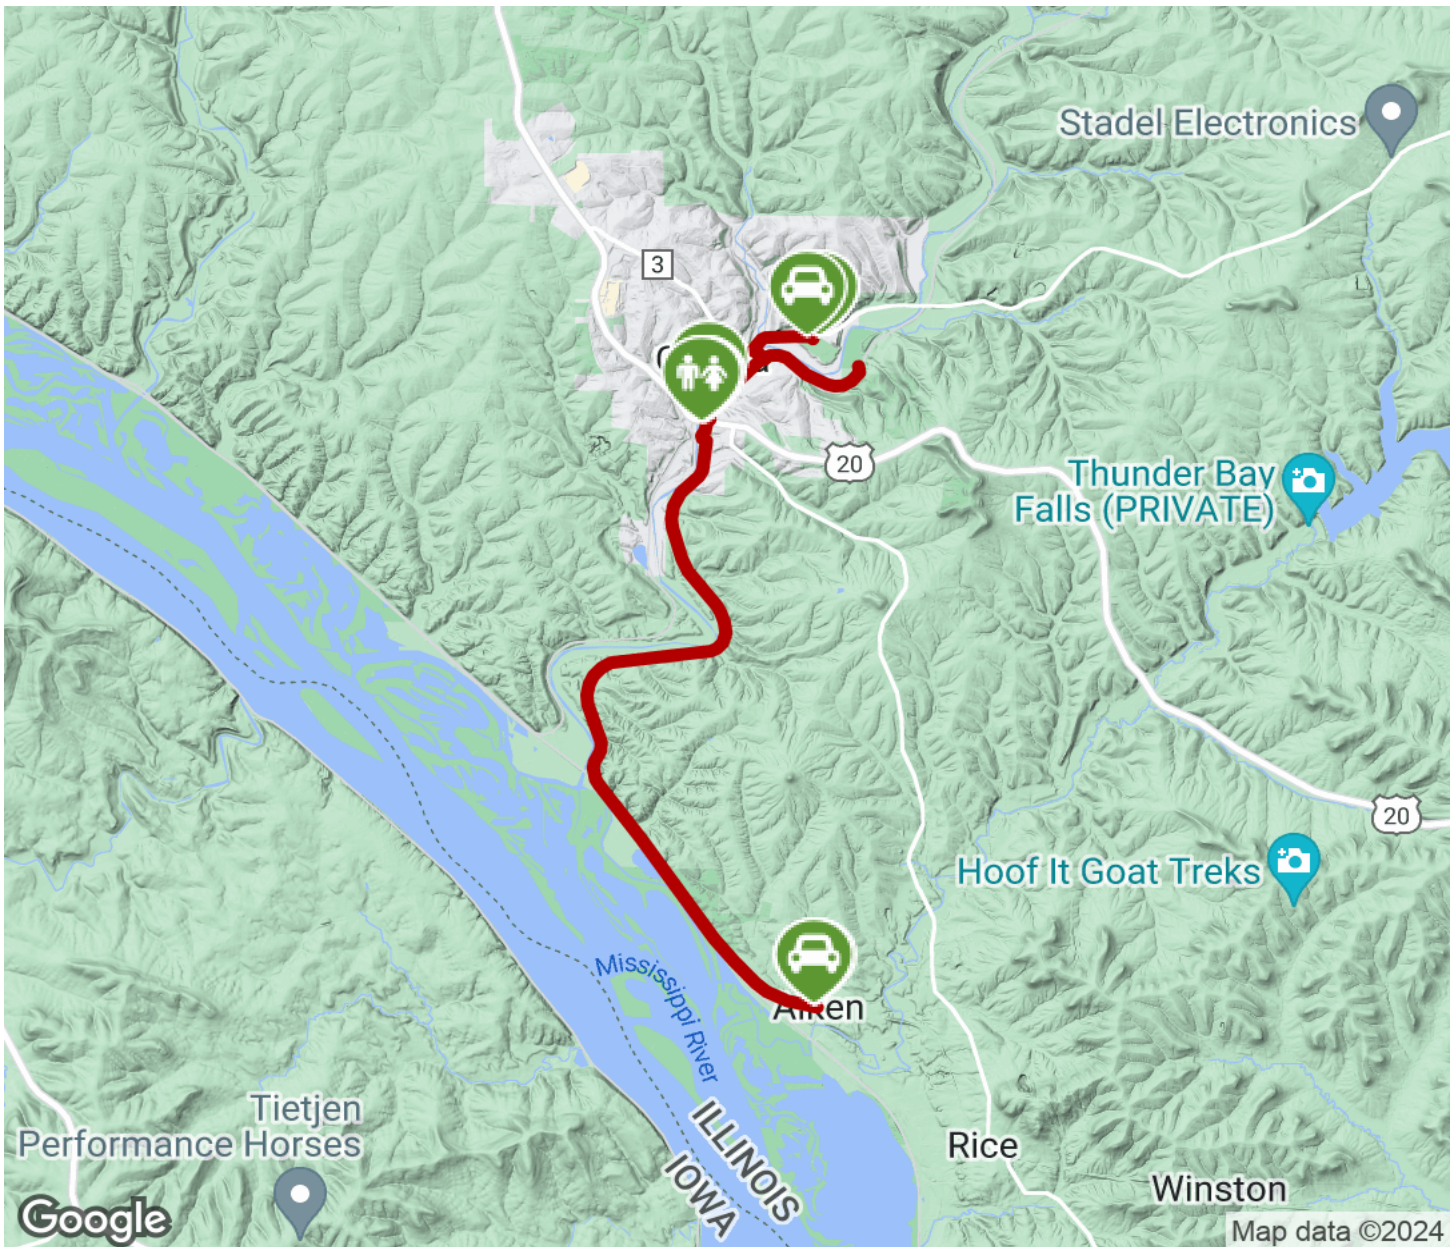 Stadel Electronics
3
20
Thunder Bay
Falls (PRIVATE)
20
Hoof It Goat Treks
Mississippi River
Aiken
Tietjen
Performance Horses
ILLINOIS
IOWA
Rice
Winston
Google
Map data ©2024